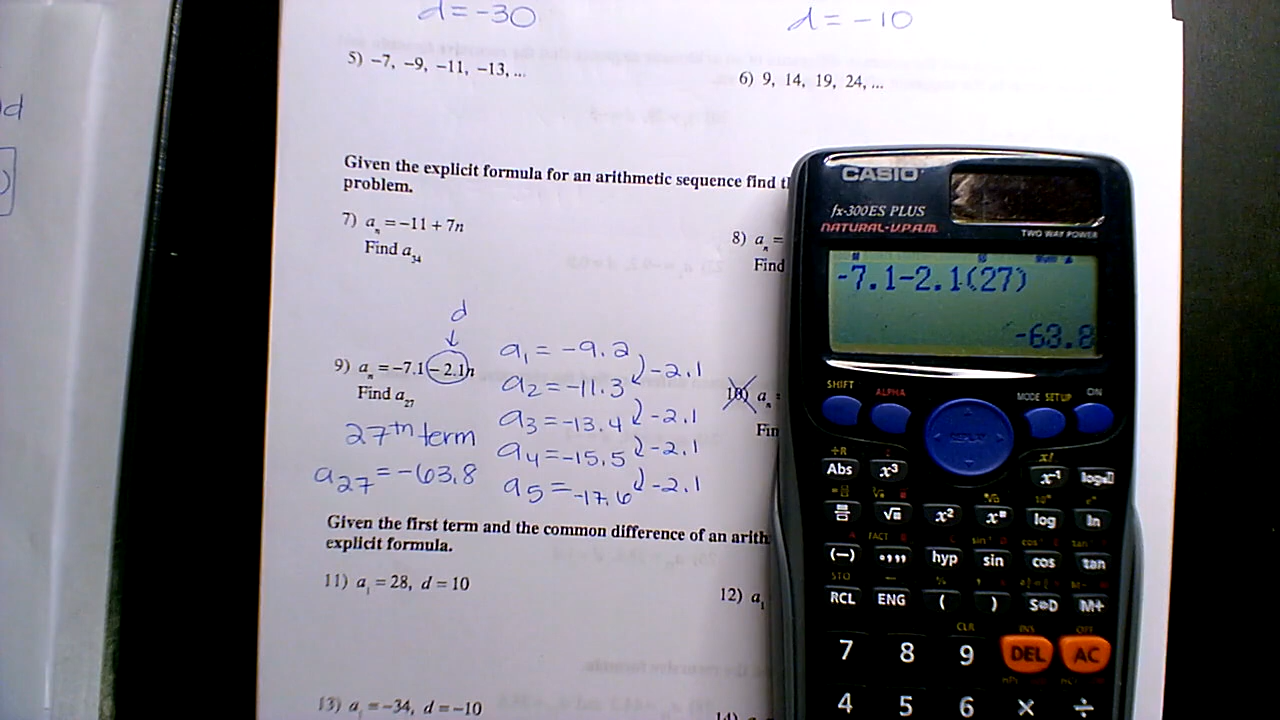 d = -30
d = -10
5) −7, −9, −11, −13, ...
6) 9, 14, 19, 24, ...
Given the explicit formula for an arithmetic sequence find
problem.
7) aₙ = −11 + 7n
Find a₃₄
8) aₙ =
Find
d
↓
9) aₙ = −7.1 − 2.1n
Find a₂₇
27th term
a₂₇ = -63.8
a₁ = -9.2
-2.1
a₂ = -11.3
-2.1
a₃ = -13.4
-2.1
a₄ = -15.5
-2.1
a₅ = -17.6
10) aₙ
Given the first term and the common difference of an
explicit formula.
11) a₁ = 28, d = 10
12) a₁
13) a₁ = −34, d = −10
14)
CASIO
fx-300ES PLUS
NATURAL-V.P.A.M.
TWO WAY POWER
-7.1-2.1(27)
-63.8
SHIFT
ALPHA
REPLAY
MODE SETUP
ON
Abs x³ x⁻¹ log
x² log ln
(−) hyp sin cos tan
STO
RCL ENG ( ) S⇔D M+
CLR
7 8 9 DEL AC
4 5 6 × ÷